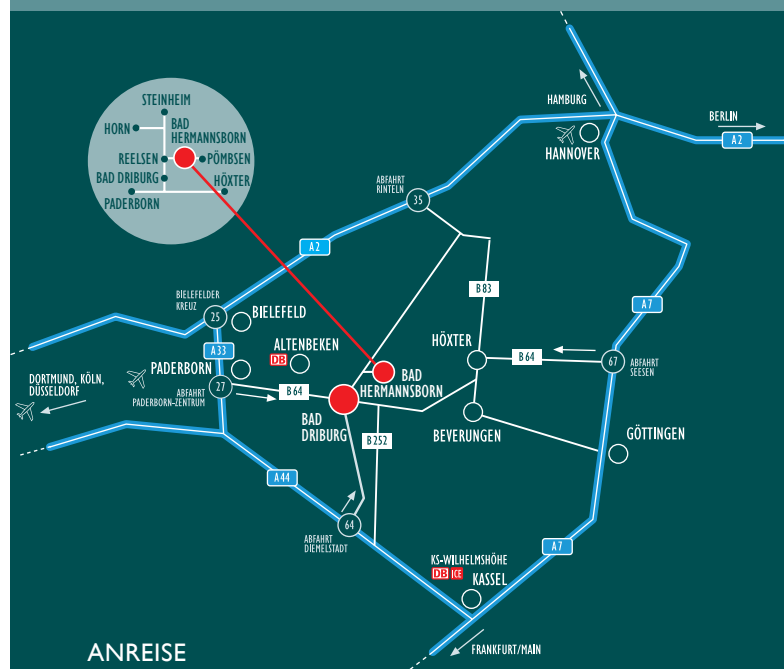 STEINHEIM
HORN
BAD
HERMANNSBORN
REELSEN
PÖMBSEN
BAD DRIBURG
HÖXTER
PADERBORN
HAMBURG
BERLIN
A2
HANNOVER
ABFAHRT
RINTELN
35
A2
B83
A7
BIELEFELDER
KREUZ
25
BIELEFELD
A33
ALTENBEKEN
DB
HÖXTER
B64
67
ABFAHRT
SEESEN
PADERBORN
DORTMUND, KÖLN,
DÜSSELDORF
27
ABFAHRT
PADERBORN-ZENTRUM
B64
BAD
HERMANNSBORN
BAD
DRIBURG
BEVERUNGEN
GÖTTINGEN
B252
A44
64
ABFAHRT
DIEMELSTADT
A7
KS-WILHELMSHÖHE
DB ICE
KASSEL
FRANKFURT/MAIN
ANREISE